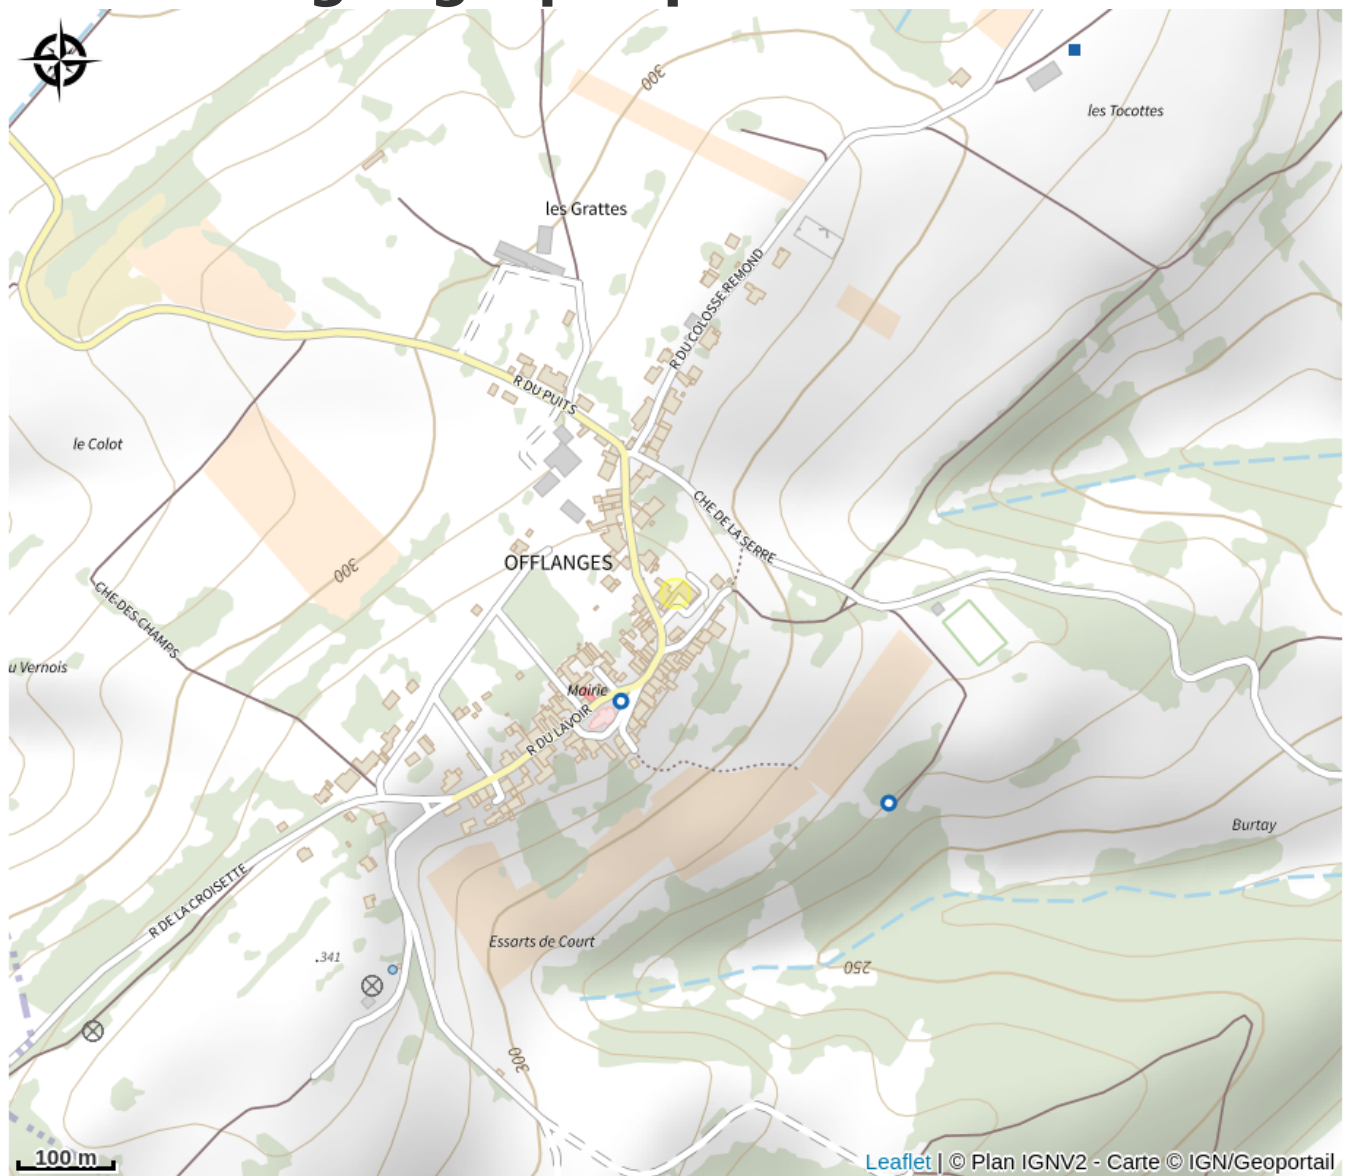 300
les Tocottes
les Grattes
R DU COLOSSE REMOND
R DU PUITS
le Colot
CHE DE LA SERRE
OFFLANGES
300
CHE DES CHAMPS
u Vernois
Mairie
R DU LAVOIR
Burtay
R DE LA CROISETTE
Essarts de Court
.341
250
300
100 m
Leaflet | © Plan IGNV2 - Carte © IGN/Geoportail